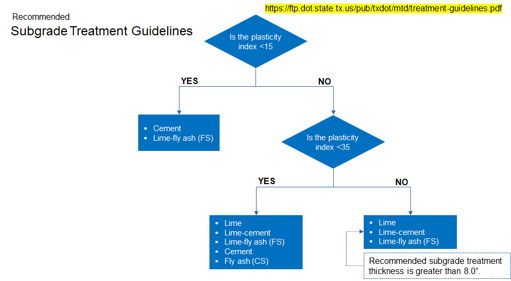 https://ftp.dot.state.tx.us/pub/txdot/mtd/treatment-guidelines.pdf
Recommended
Subgrade Treatment Guidelines
Is the plasticity
index <15
YES
NO
▪ Cement
▪ Lime-fly ash (FS)
Is the plasticity
index <35
YES
NO
▪ Lime
▪ Lime-cement
▪ Lime-fly ash (FS)
▪ Cement
▪ Fly ash (CS)
▪ Lime
▪ Lime-cement
▪ Lime-fly ash (FS)
Recommended subgrade treatment
thickness is greater than 8.0”.